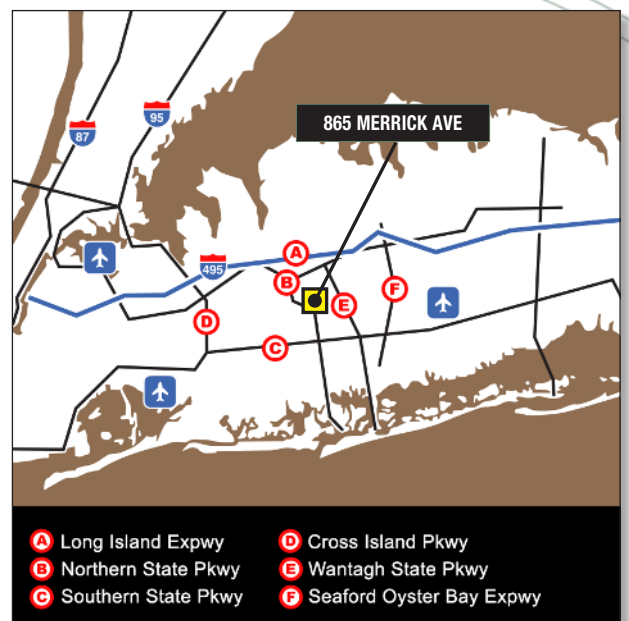 95
87
865 MERRICK AVE
495
A
B
E
F
D
C
A Long Island Expwy
B Northern State Pkwy
C Southern State Pkwy
D Cross Island Pkwy
E Wantagh State Pkwy
F Seaford Oyster Bay Expwy